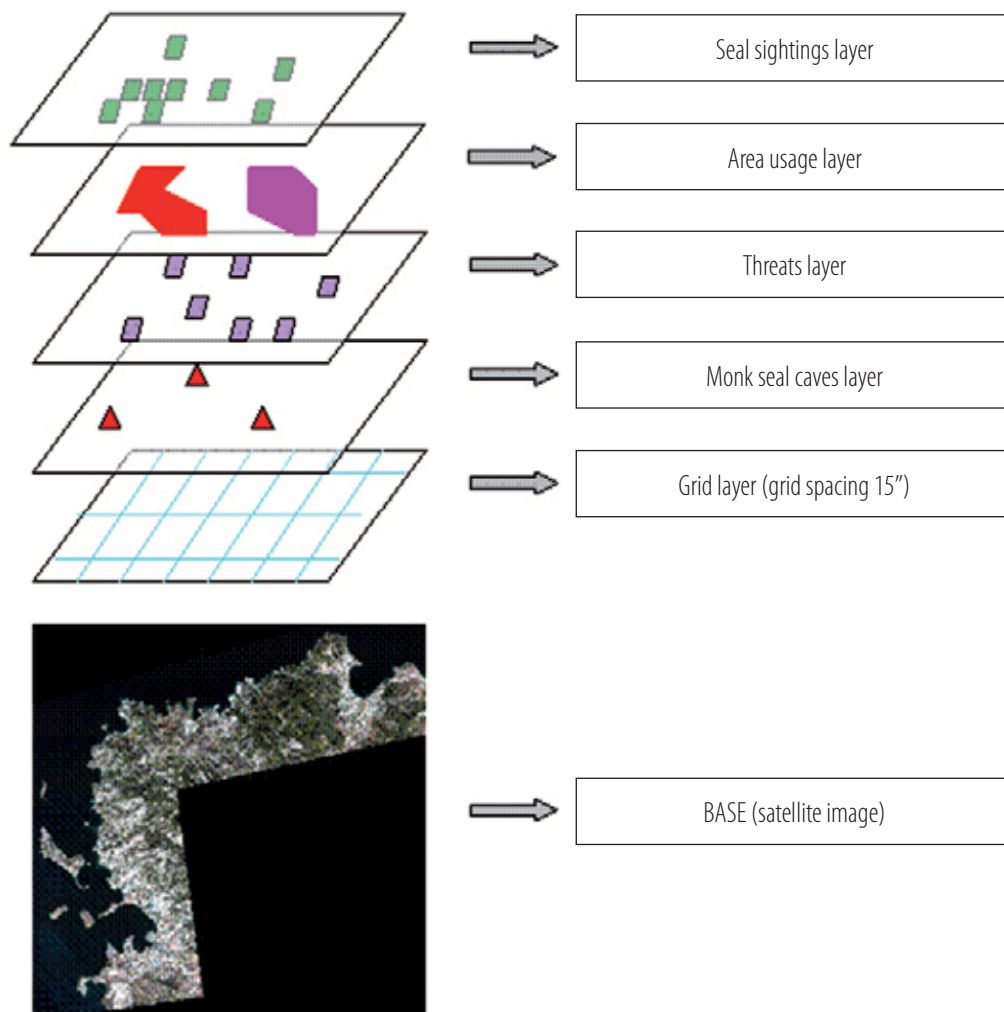 Seal sightings layer
Area usage layer
Threats layer
Monk seal caves layer
Grid layer (grid spacing 15″)
BASE (satellite image)